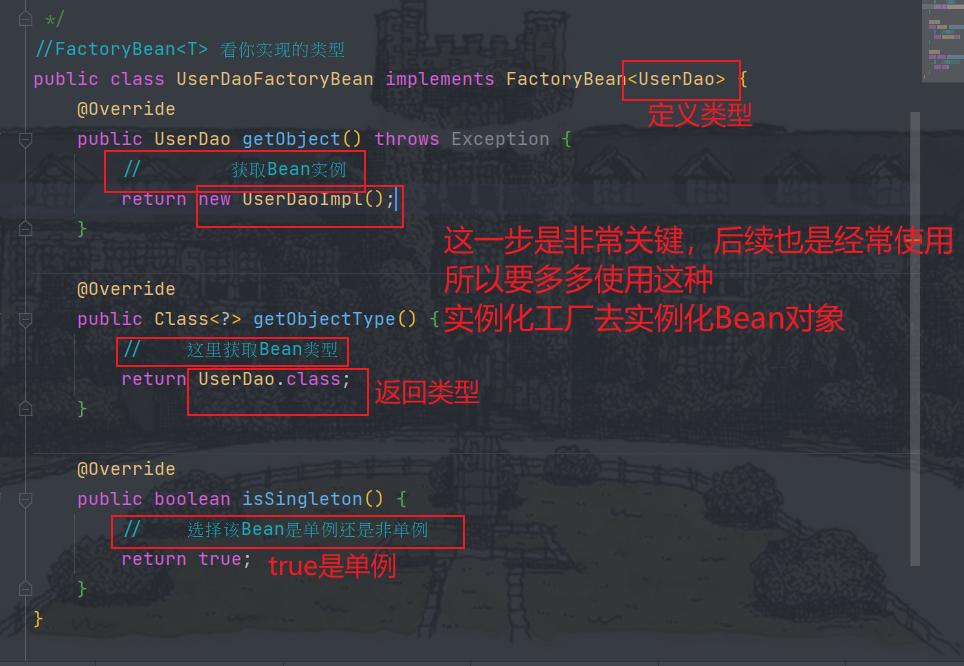 */
//FactoryBean<T> 看你实现的类型
public class UserDaoFactoryBean implements FactoryBean<UserDao> {
定义类型
@Override
public UserDao getObject() throws Exception {
// 获取Bean实例
return new UserDaoImpl();
}
这一步是非常关键，后续也是经常使用
所以要多多使用这种
实例化工厂去实例化Bean对象
@Override
public Class<?> getObjectType() {
// 这里获取Bean类型
return UserDao.class;
返回类型
}
@Override
public boolean isSingleton() {
// 选择该Bean是单例还是非单例
return true;
true是单例
}
}